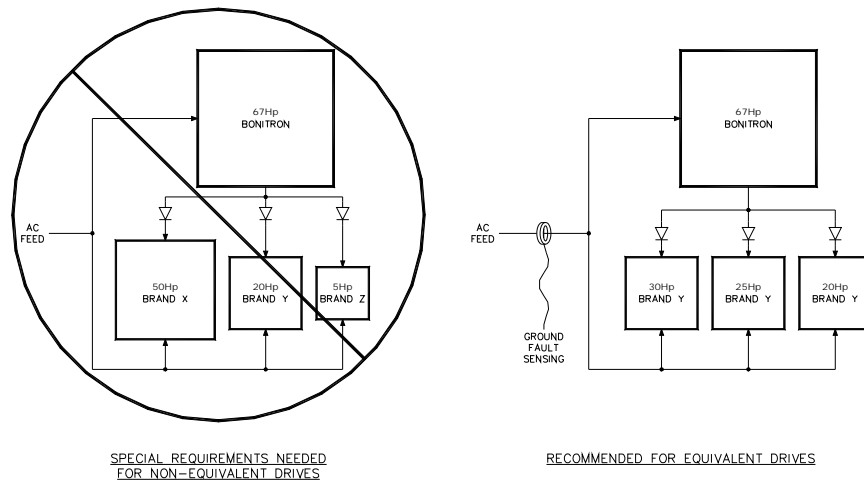 67Hp
BONITRON
AC
FEED
50Hp
BRAND X
20Hp
BRAND Y
5Hp
BRAND Z
SPECIAL REQUIREMENTS NEEDED
FOR NON-EQUIVALENT DRIVES
67Hp
BONITRON
AC
FEED
30Hp
BRAND Y
25Hp
BRAND Y
20Hp
BRAND Y
GROUND
FAULT
SENSING
RECOMMENDED FOR EQUIVALENT DRIVES